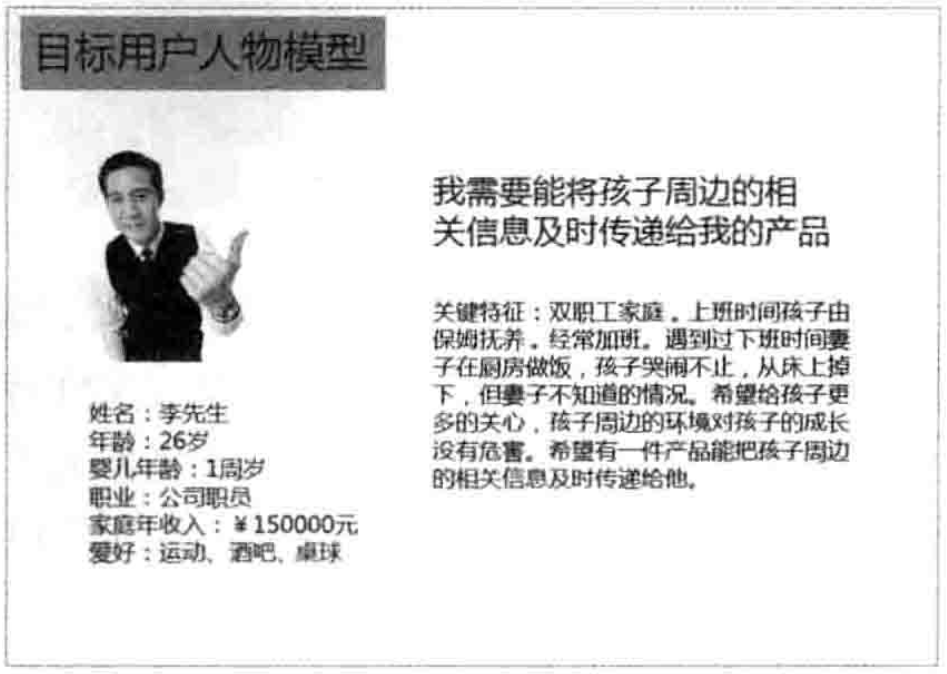 目标用户人物模型
我需要能将孩子周边的相
关信息及时传递给我的产品
关键特征：双职工家庭。上班时间孩子由
保姆抚养。经常加班。遇到过下班时间妻
子在厨房做饭，孩子哭闹不止，从床上掉
下，但妻子不知道的情况。希望给孩子更
多的关心，孩子周边的环境对孩子的成长
没有危害。希望有一件产品能把孩子周边
的相关信息及时传递给他。
姓名：李先生
年龄：26岁
婴儿年龄：1周岁
职业：公司职员
家庭年收入：￥150000元
爱好：运动、酒吧、桌球